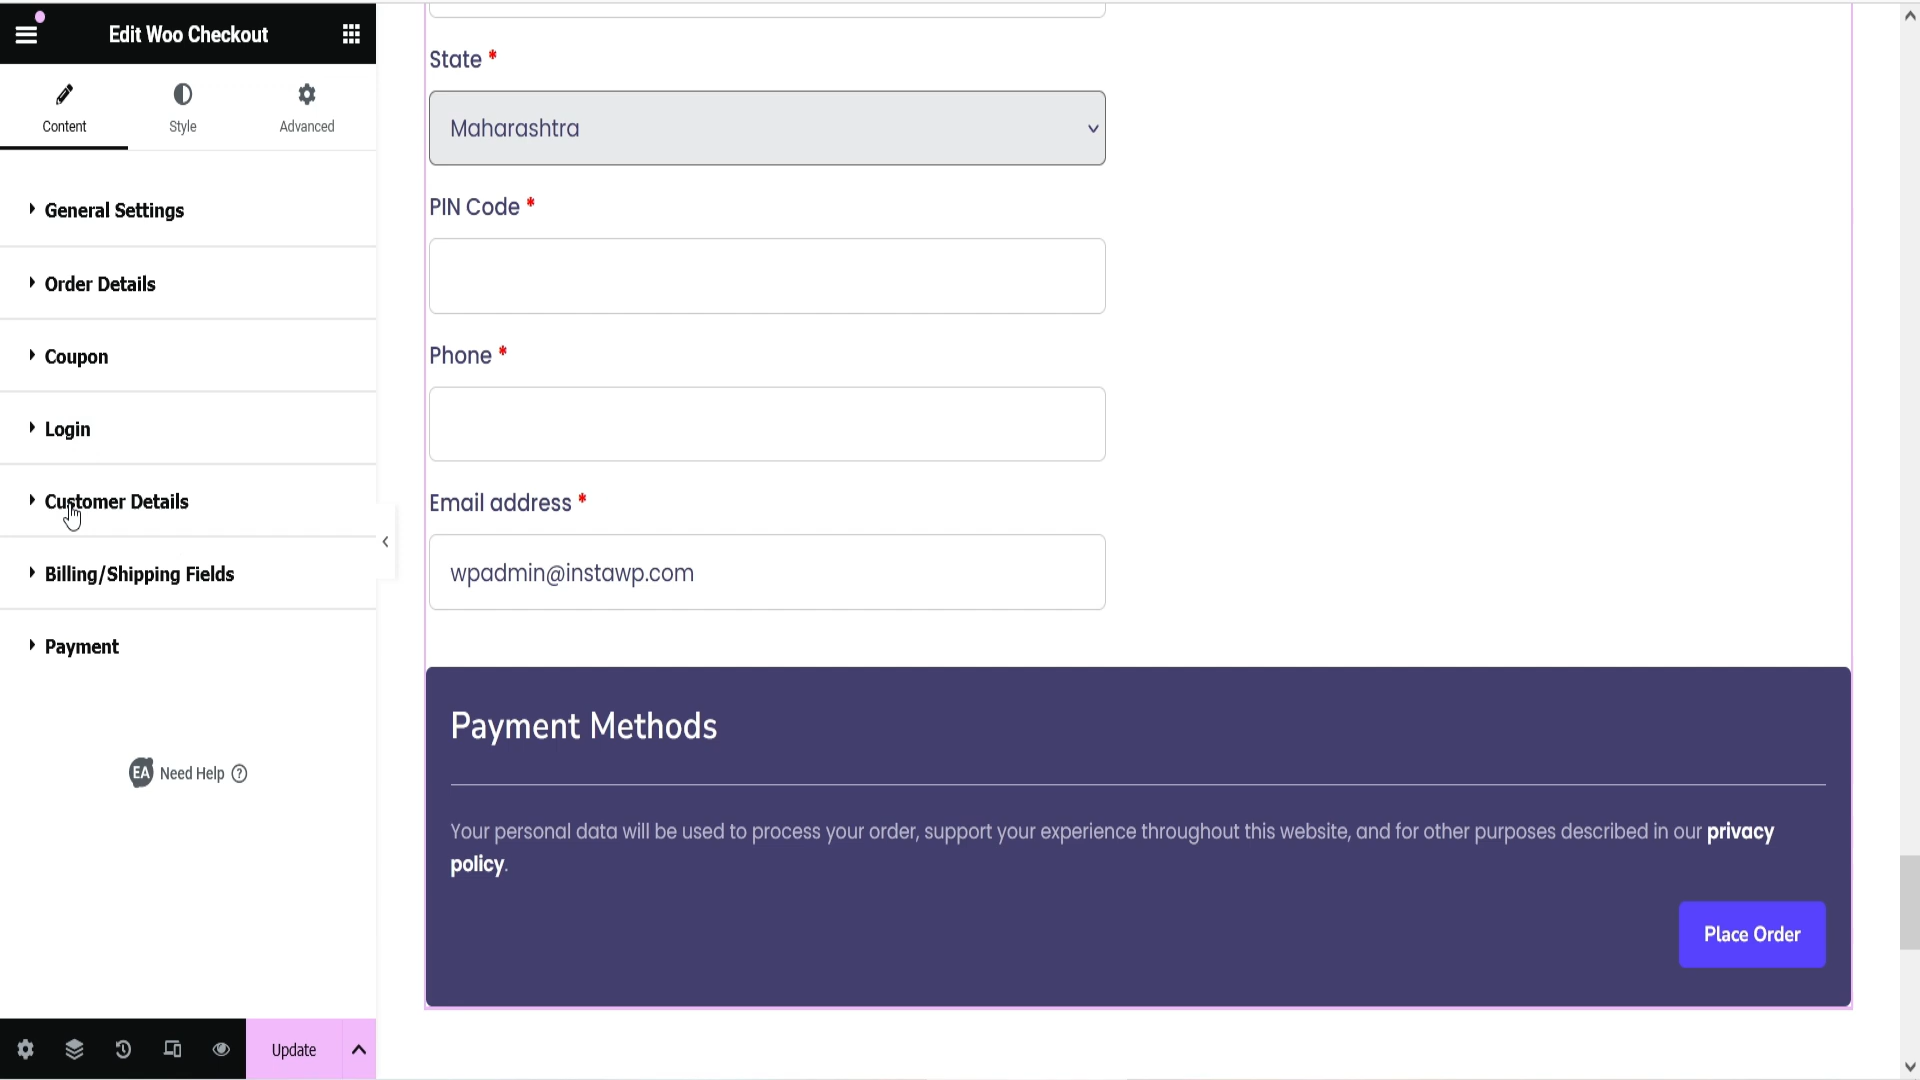 Edit Woo Checkout
Content
Style
Advanced
General Settings
Order Details
Coupon
Login
Customer Details
Billing/Shipping Fields
Payment
EA Need Help ?
Update
State *
Maharashtra
PIN Code *
Phone *
Email address *
wpadmin@instawp.com
Payment Methods
Your personal data will be used to process your order, support your experience throughout this website, and for other purposes described in our privacy
policy.
Place Order